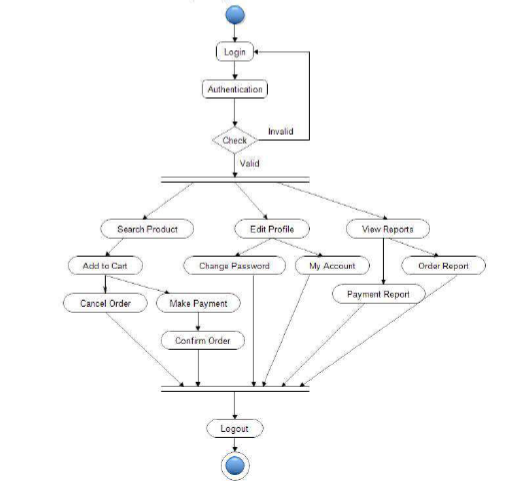 Login
Authentication
Check
Invalid
Valid
Search Product
Edit Profile
View Reports
Add to Cart
Change Password
My Account
Order Report
Cancel Order
Make Payment
Payment Report
Confirm Order
Logout